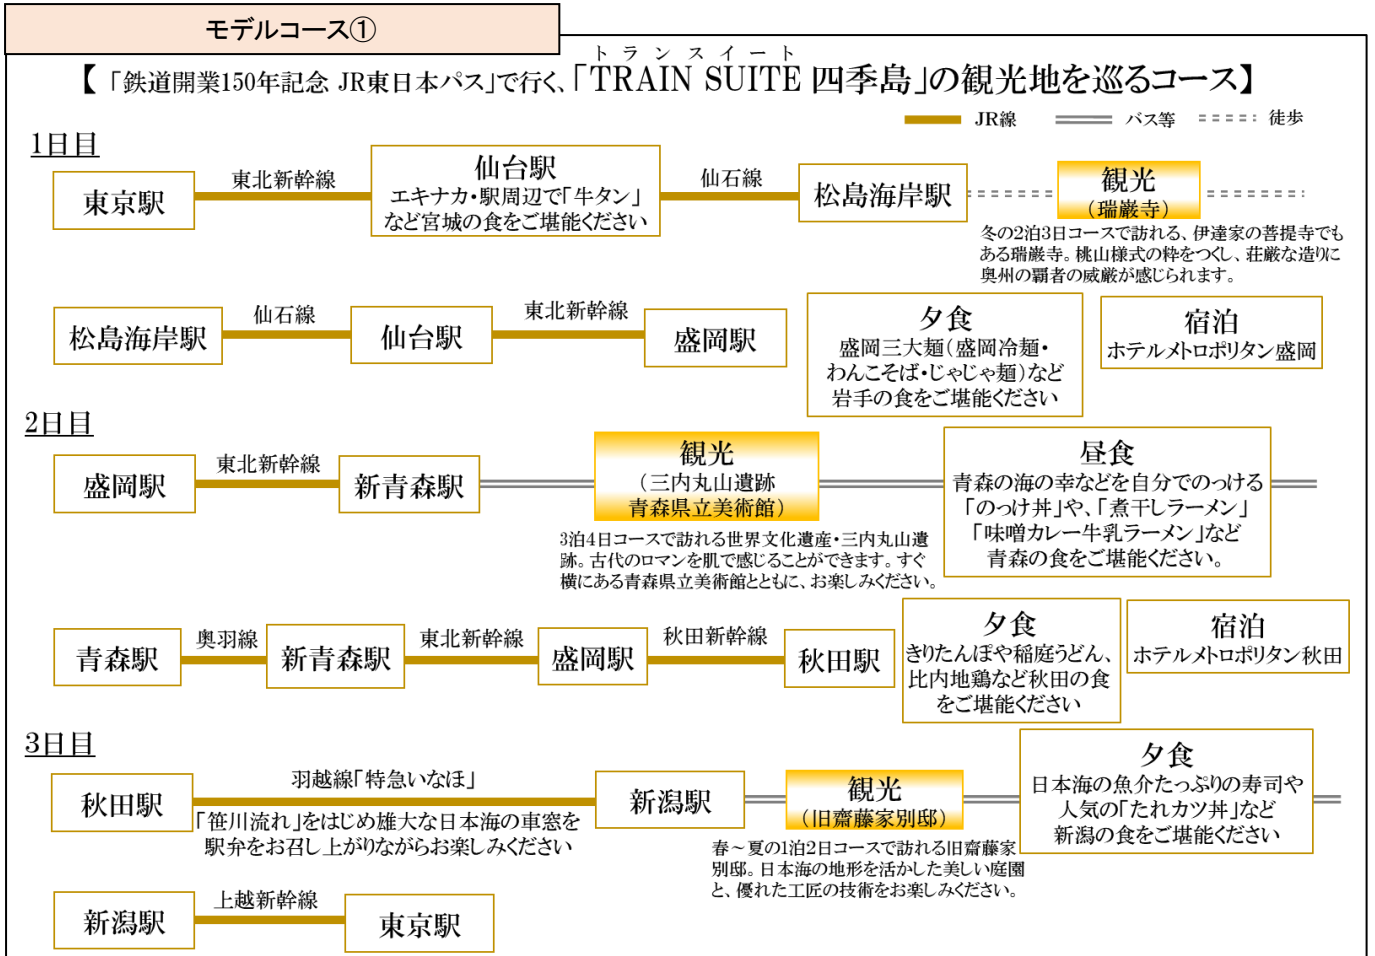 モデルコース①
トランスイート
【「鉄道開業150年記念 JR東日本パス」で行く、「TRAIN SUITE 四季島」の観光地を巡るコース】
JR線 バス等 徒歩
1日目
東京駅
東北新幹線
仙台駅
エキナカ・駅周辺で「牛タン」
など宮城の食をご堪能ください
仙石線
松島海岸駅
観光
(瑞巌寺)
冬の2泊3日コースで訪れる、伊達家の菩提寺でも
ある瑞巌寺。桃山様式の粋をつくし、荘厳な造りに
奥州の覇者の威厳が感じられます。
松島海岸駅
仙石線
仙台駅
東北新幹線
盛岡駅
夕食
盛岡三大麺(盛岡冷麺・
わんこそば・じゃじゃ麺)など
岩手の食をご堪能ください
宿泊
ホテルメトロポリタン盛岡
2日目
盛岡駅
東北新幹線
新青森駅
観光
(三内丸山遺跡
青森県立美術館)
3泊4日コースで訪れる世界文化遺産・三内丸山遺
跡。古代のロマンを肌で感じることができます。すぐ
横にある青森県立美術館とともに、お楽しみください。
昼食
青森の海の幸などを自分でのっける
「のっけ丼」や、「煮干しラーメン」
「味噌カレー牛乳ラーメン」など
青森の食をご堪能ください。
青森駅
奥羽線
新青森駅
東北新幹線
盛岡駅
秋田新幹線
秋田駅
夕食
きりたんぽや稲庭うどん、
比内地鶏など秋田の食
をご堪能ください
宿泊
ホテルメトロポリタン秋田
3日目
秋田駅
羽越線「特急いなほ」
「笹川流れ」をはじめ雄大な日本海の車窓を
駅弁をお召し上がりながらお楽しみください
新潟駅
観光
(旧齋藤家別邸)
春~夏の1泊2日コースで訪れる旧齋藤家
別邸。日本海の地形を活かした美しい庭園
と、優れた工匠の技術をお楽しみください。
夕食
日本海の魚介たっぷりの寿司や
人気の「たれカツ丼」など
新潟の食をご堪能ください
新潟駅
上越新幹線
東京駅